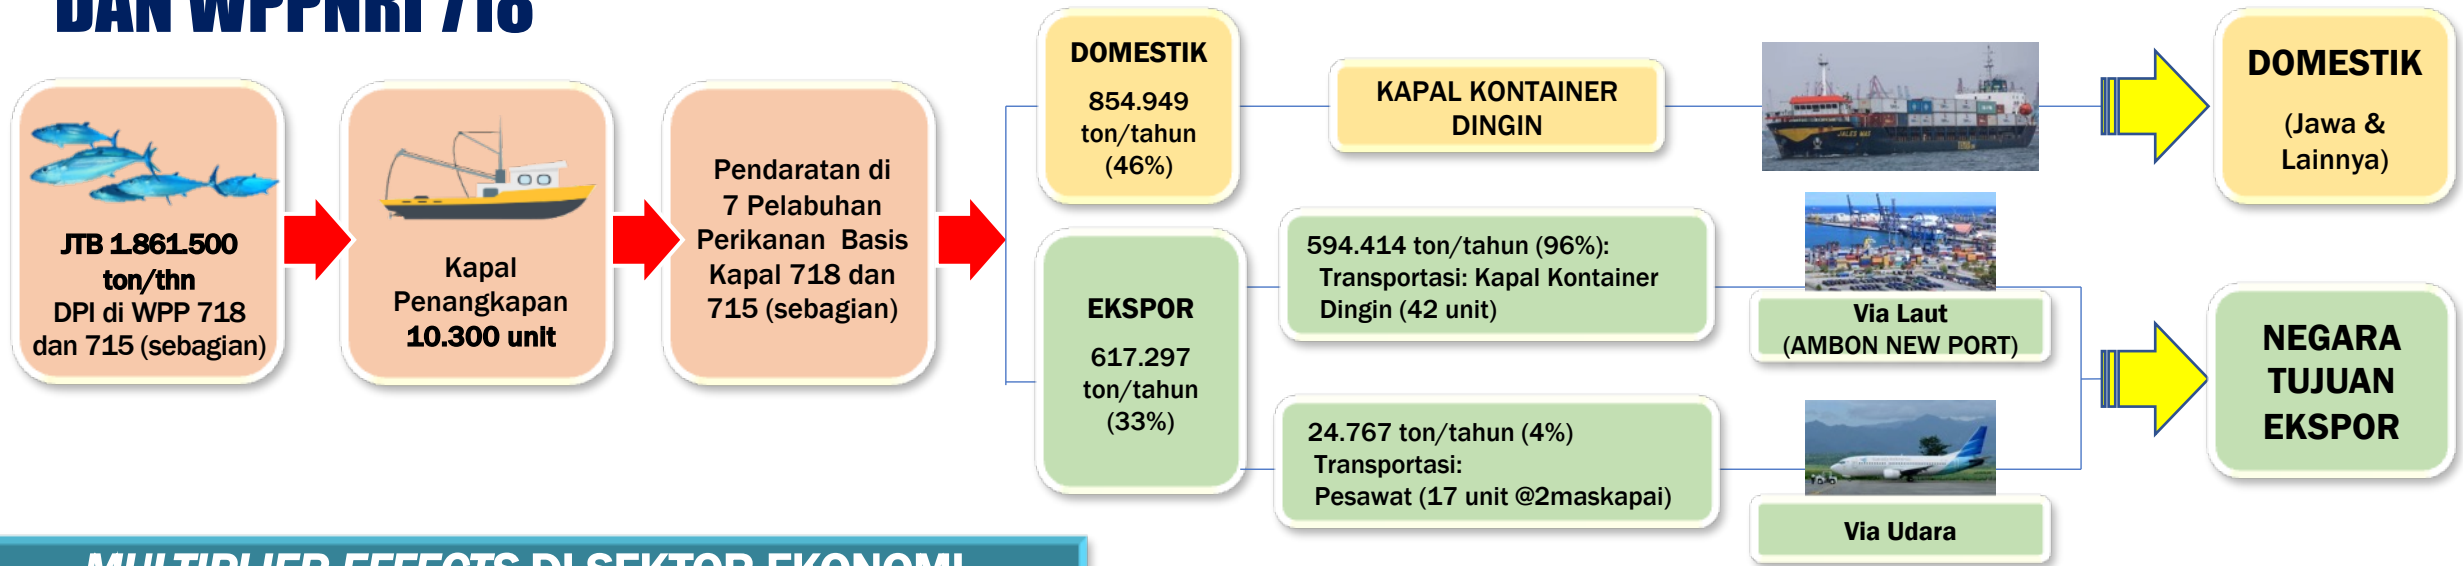 DAN WPPNRI 718
JTB 1.861.500
ton/thn
DPI di WPP 718
dan 715 (sebagian)
Kapal
Penangkapan
10.300 unit
Pendaratan di
7 Pelabuhan
Perikanan Basis
Kapal 718 dan
715 (sebagian)
DOMESTIK
854.949
ton/tahun
(46%)
KAPAL KONTAINER
DINGIN
DOMESTIK
(Jawa &
Lainnya)
EKSPOR
617.297
ton/tahun
(33%)
594.414 ton/tahun (96%):
Transportasi: Kapal Kontainer
Dingin (42 unit)
Via Laut
(AMBON NEW PORT)
24.767 ton/tahun (4%)
Transportasi:
Pesawat (17 unit @2maskapai)
Via Udara
NEGARA
TUJUAN
EKSPOR
MULTIPLIER EFFECTS DI SEKTOR EKONOMI